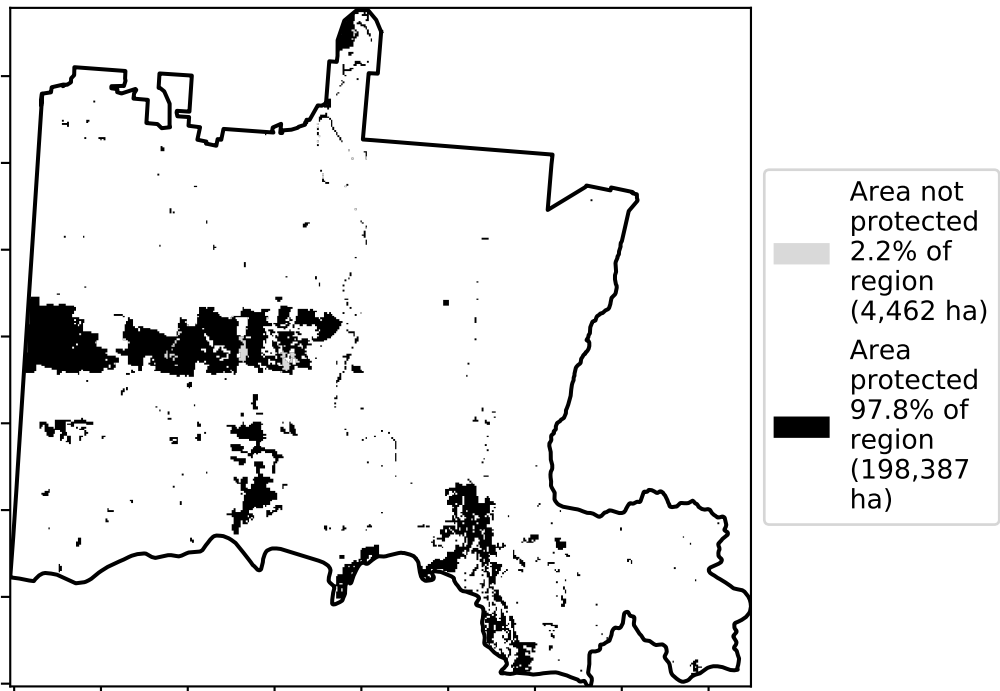 Area not
protected
2.2% of
region
(4,462 ha)
Area
protected
97.8% of
region
(198,387
ha)